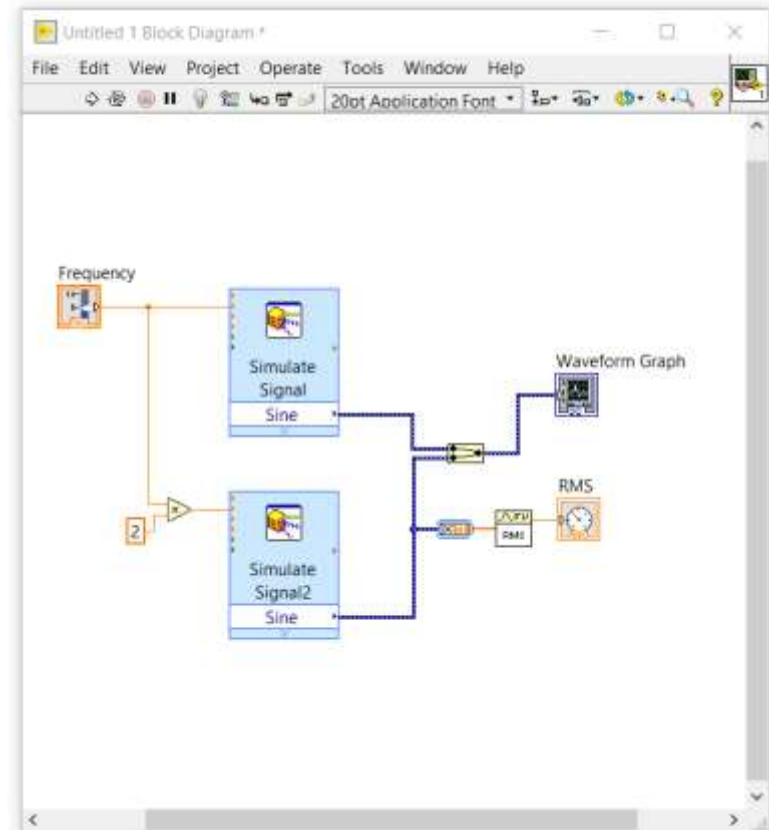 Untitled 1 Block Diagram *
File Edit View Project Operate Tools Window Help
20pt Application Font
1
Frequency
Simulate
Signal
Sine
Waveform Graph
2
Simulate
Signal2
Sine
RMS
RMS